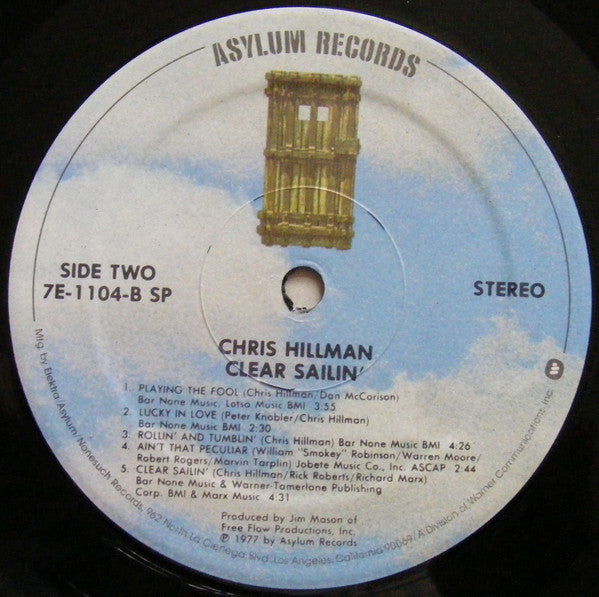 ASYLUM RECORDS
SIDE TWO
7E-1104-B SP
STEREO
CHRIS HILLMAN
CLEAR SAILIN'
1. PLAYING THE FOOL (Chris Hillman/Dan McCorison)
Bar None Music, Lotsa Music BMI 3:55
2. LUCKY IN LOVE (Peter Knobler/Chris Hillman)
Bar None Music BMI 2:30
3. ROLLIN' AND TUMBLIN' (Chris Hillman) Bar None Music BMI 4:26
4. AIN'T THAT PECULIAR (William "Smokey" Robinson/Warren Moore/
Robert Rogers/Marvin Tarplin) Jobete Music Co., Inc. ASCAP 2:44
5. CLEAR SAILIN' (Chris Hillman/Rick Roberts/Richard Marx)
Bar None Music & Warner-Tamerlane Publishing
Corp. BMI & Marx Music 4:31
Produced by Jim Mason of
Free Flow Productions, Inc.
℗ 1977 by Asylum Records
Mfg. by Elektra/Asylum/Nonesuch Records, 962 North La Cienega Blvd., Los Angeles, California 90069/A Division of Warner Communications, Inc.